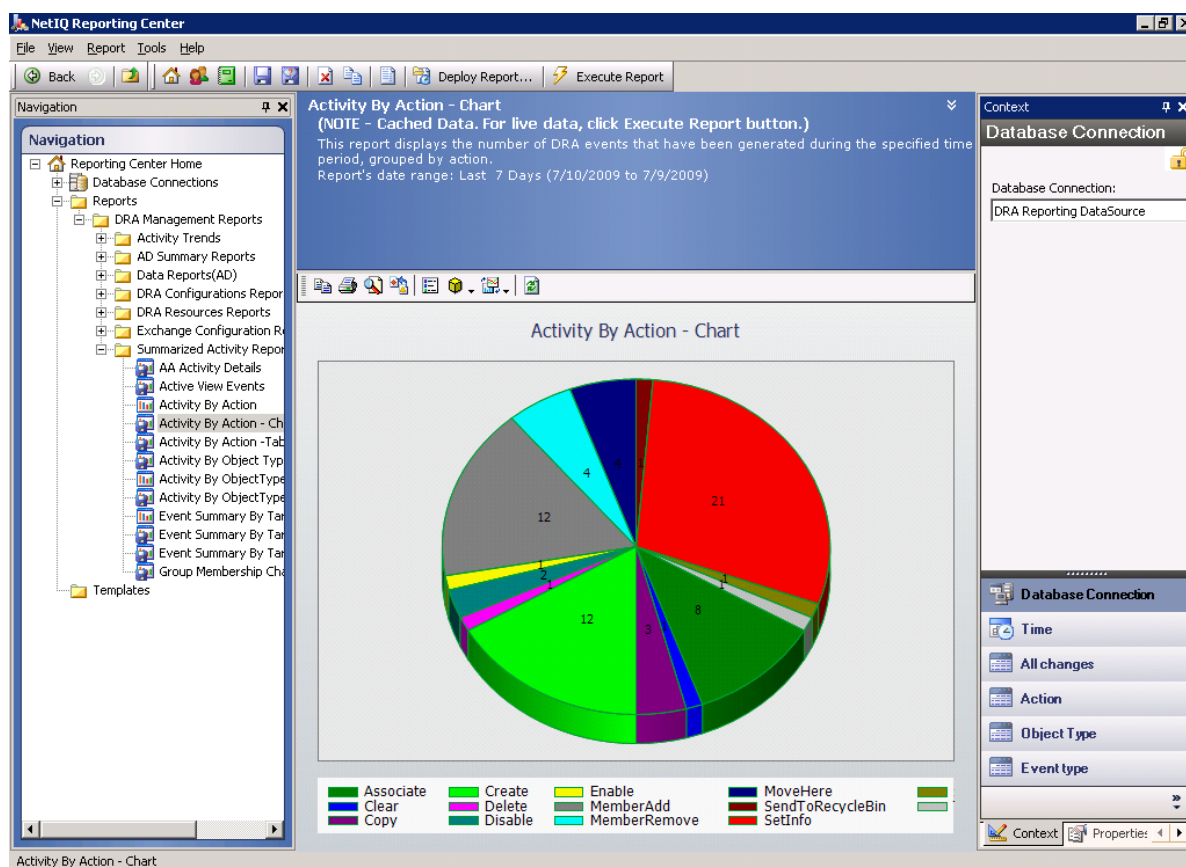 NetIQ Reporting Center
File View Report Tools Help
Back Deploy Report... Execute Report
Navigation
Navigation
Reporting Center Home
Database Connections
Reports
DRA Management Reports
Activity Trends
AD Summary Reports
Data Reports(AD)
DRA Configurations Repor
DRA Resources Reports
Exchange Configuration Re
Summarized Activity Repor
AA Activity Details
Active View Events
Activity By Action
Activity By Action - Ch
Activity By Action -Tab
Activity By Object Typ
Activity By ObjectType
Activity By ObjectType
Event Summary By Tar
Event Summary By Tar
Event Summary By Tar
Group Membership Cha
Templates
Activity By Action - Chart
(NOTE - Cached Data. For live data, click Execute Report button.)
This report displays the number of DRA events that have been generated during the specified time
period, grouped by action.
Report's date range: Last 7 Days (7/10/2009 to 7/9/2009)
Activity By Action - Chart
4
4
1
21
12
1
2
1
1
1
12
3
8
Associate Create Enable MoveHere
Clear Delete MemberAdd SendToRecycleBin
Copy Disable MemberRemove SetInfo
Context
Database Connection
Database Connection:
DRA Reporting DataSource
Database Connection
Time
All changes
Action
Object Type
Event type
Context Properties
Activity By Action - Chart